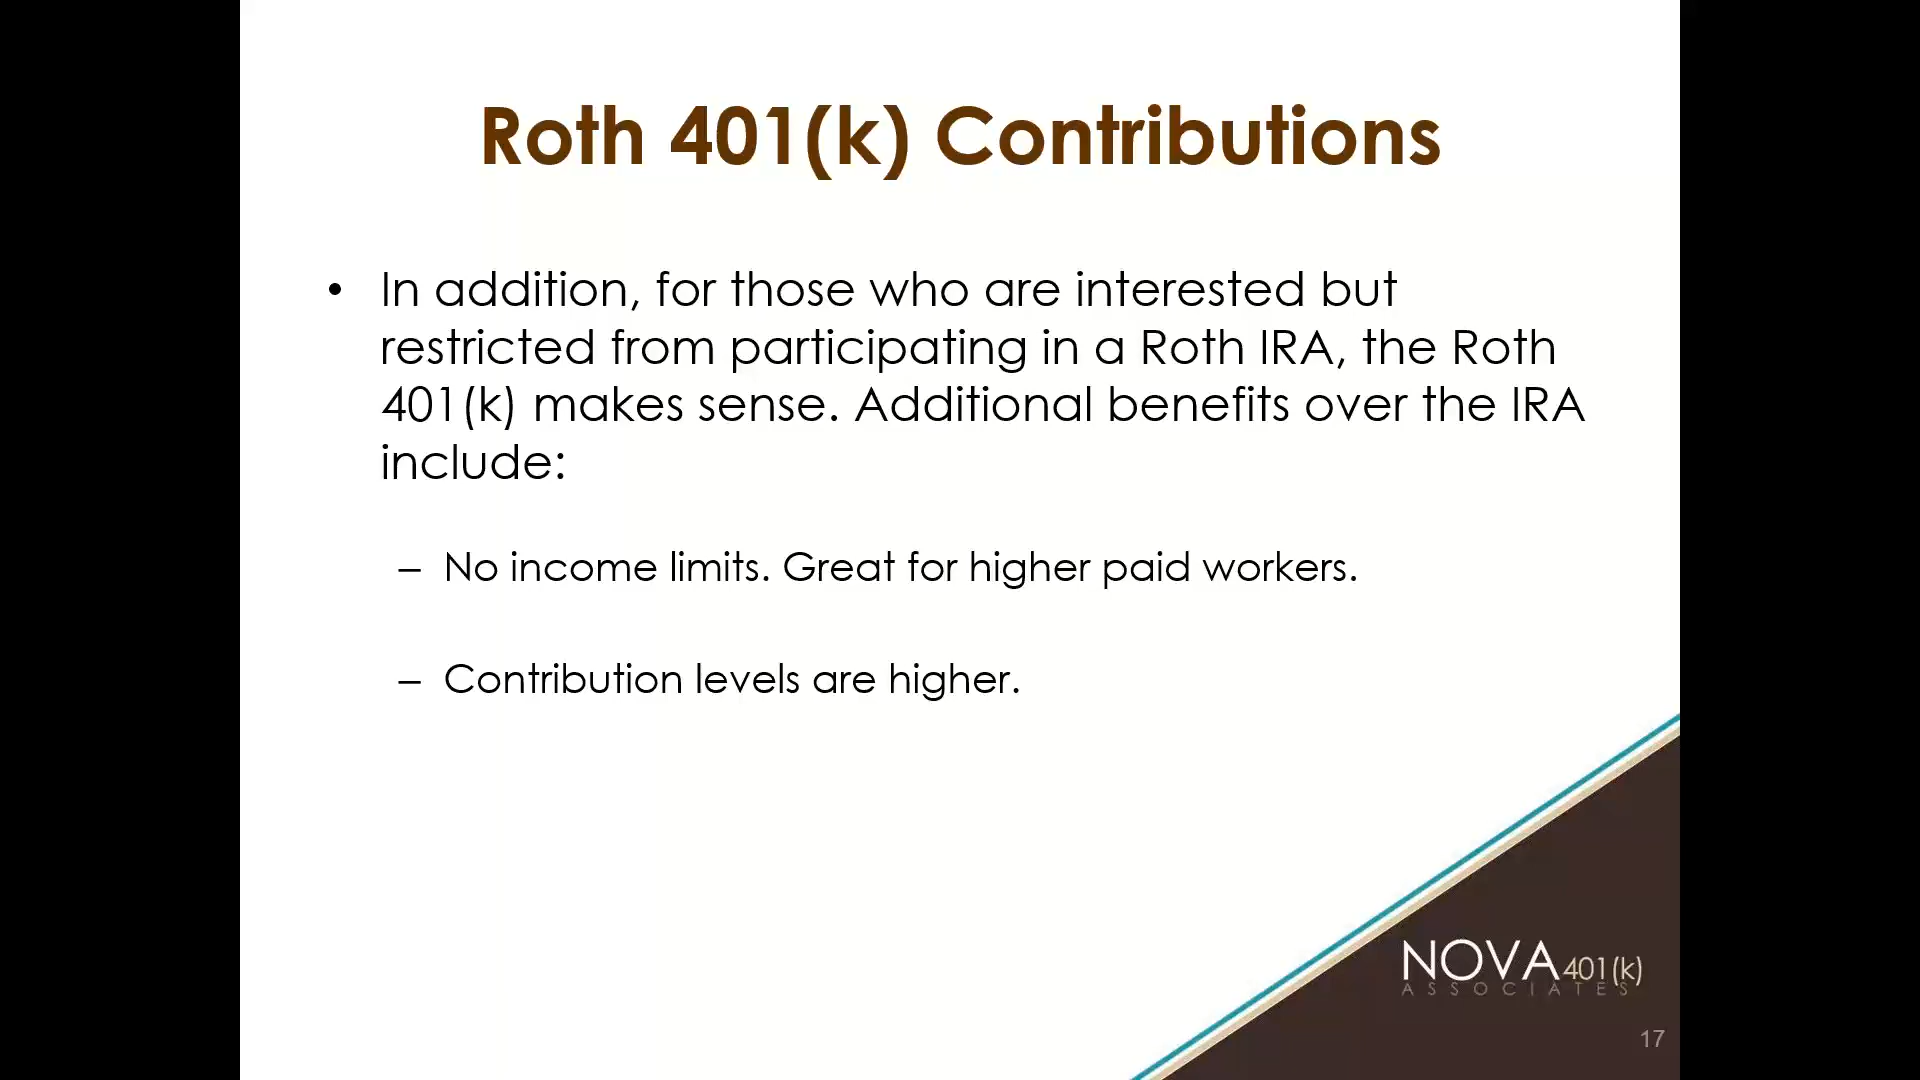 Roth 401(k) Contributions
• In addition, for those who are interested but
restricted from participating in a Roth IRA, the Roth
401(k) makes sense. Additional benefits over the IRA
include:
– No income limits. Great for higher paid workers.
– Contribution levels are higher.
NOVA 401(k)
ASSOCIATES
17